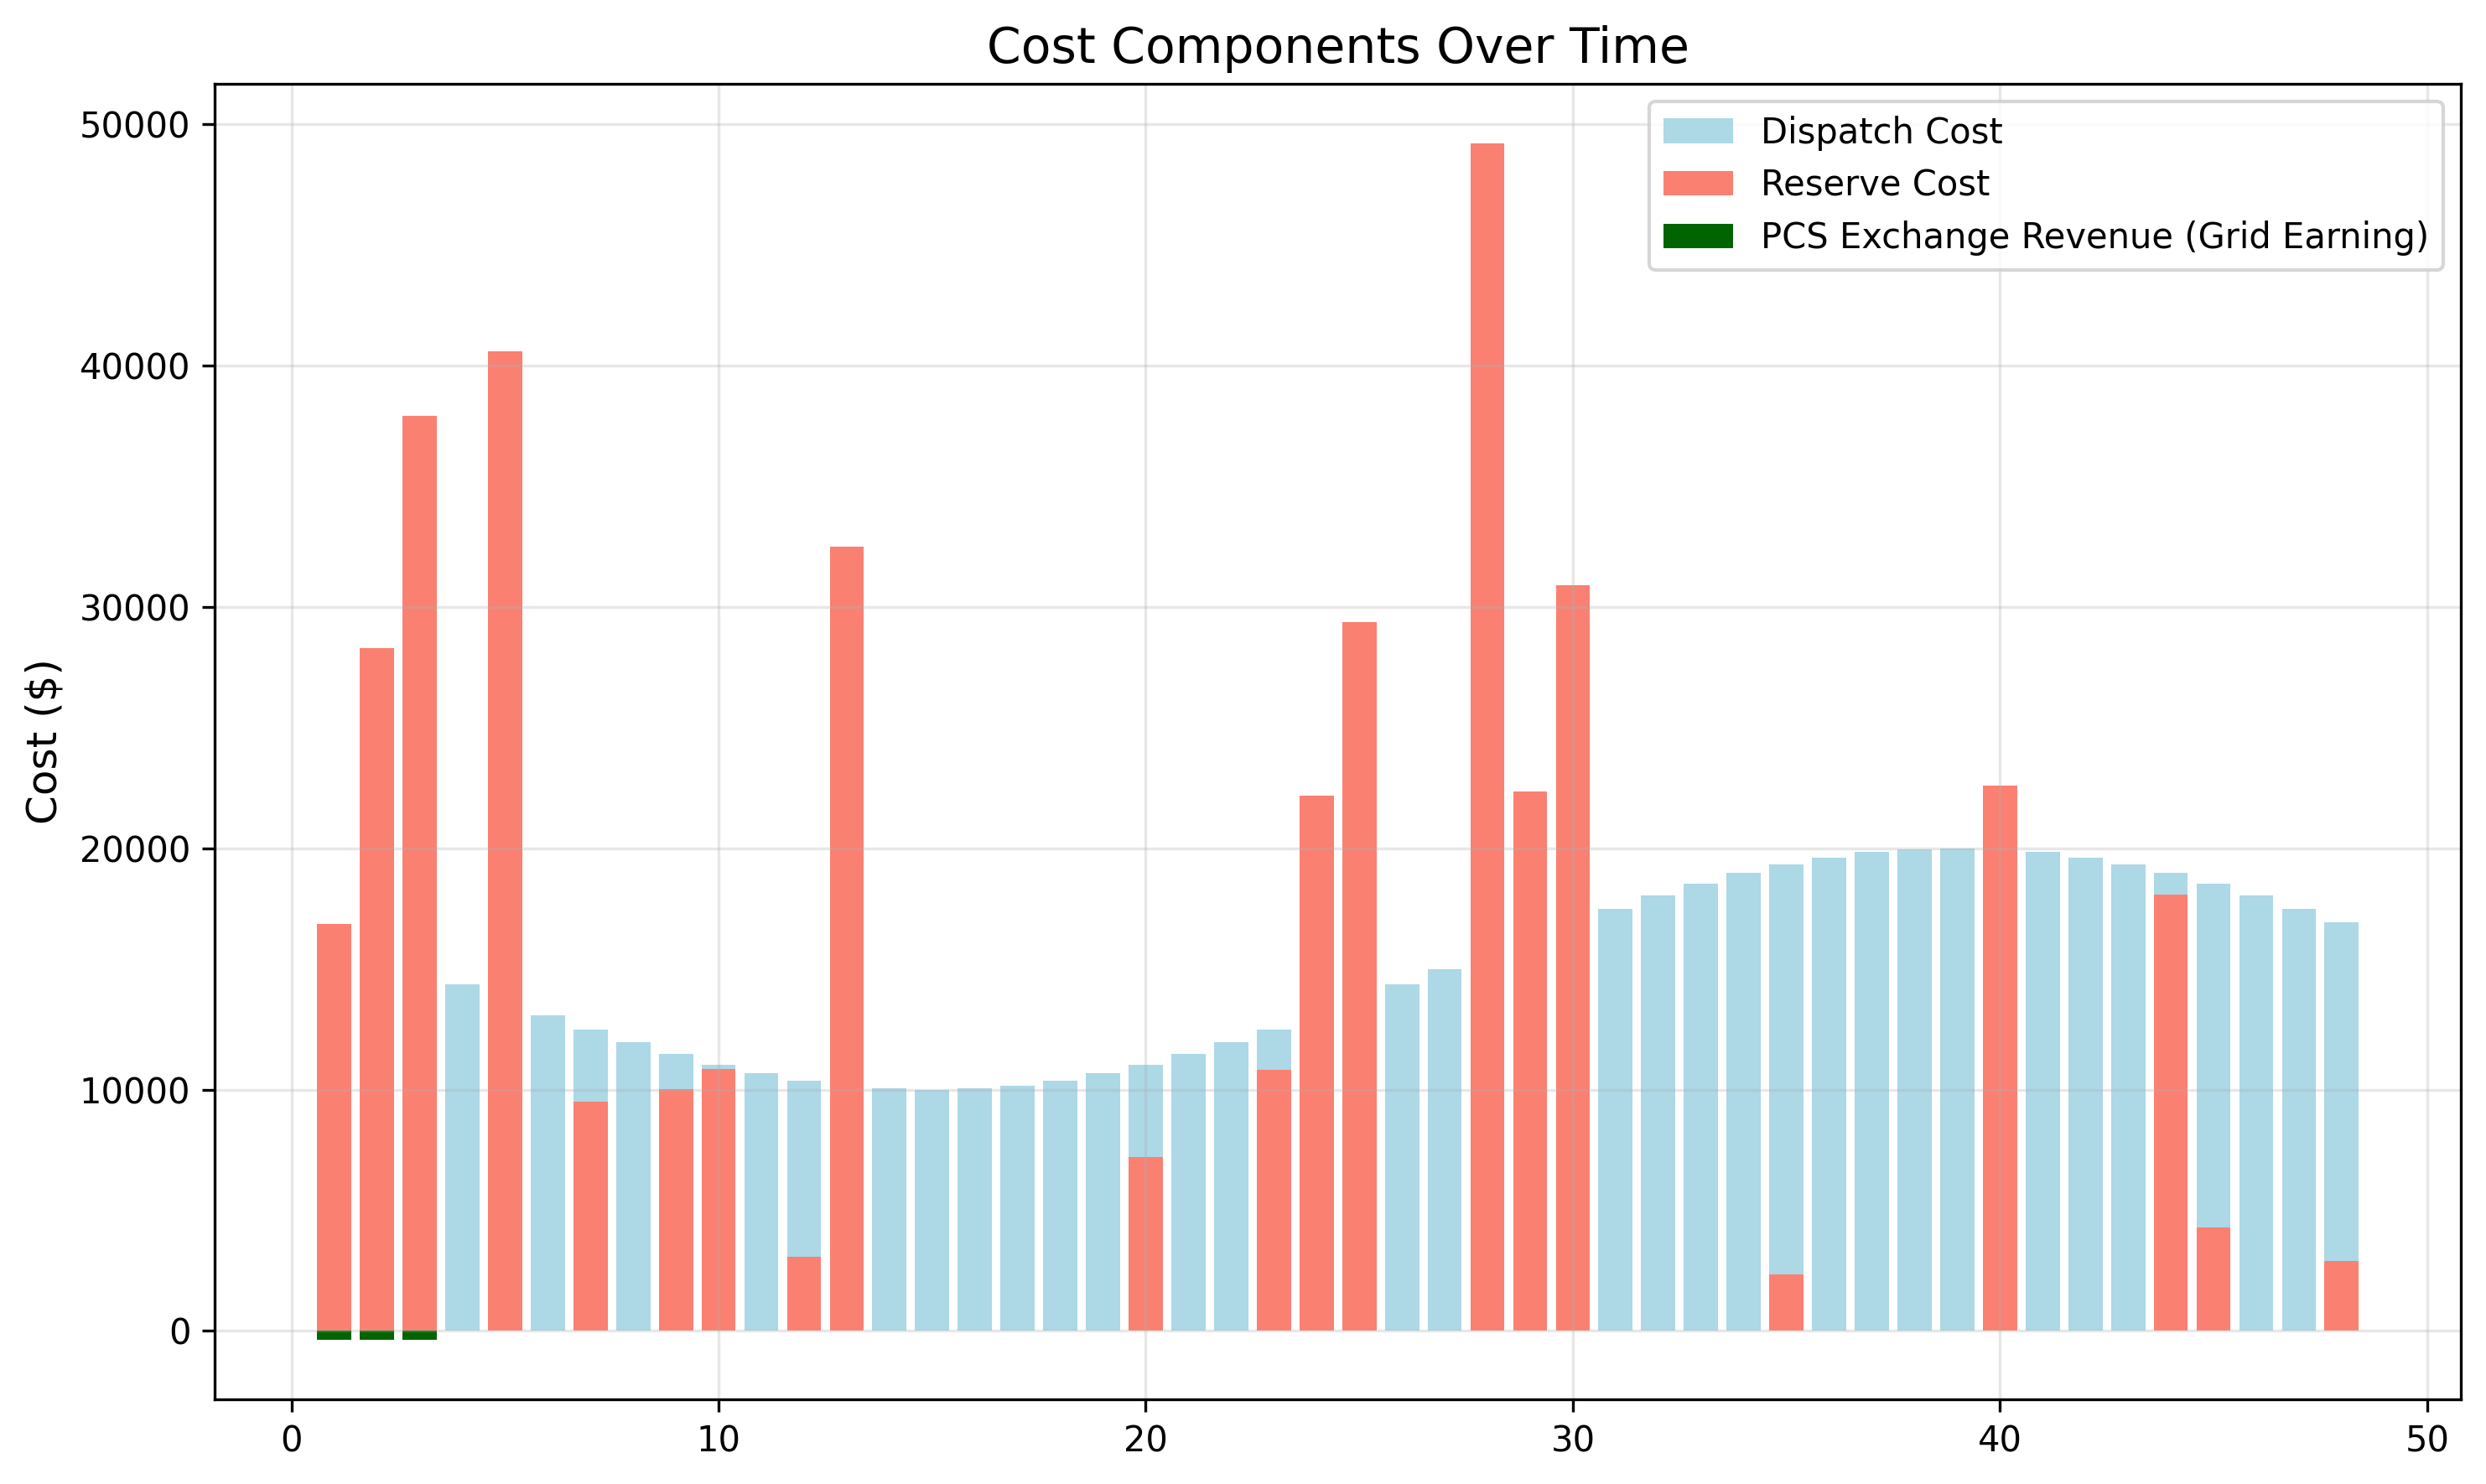 Cost Components Over Time
Dispatch Cost
Reserve Cost
PCS Exchange Revenue (Grid Earning)
Cost ($)
50000
40000
30000
20000
10000
0
0 10 20 30 40 50